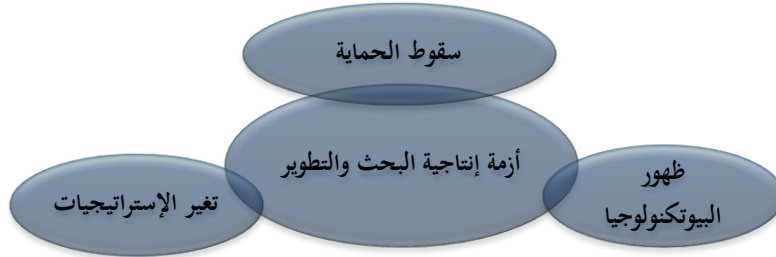 سقوط الحماية
أزمة إنتاجية البحث والتطوير
ظهور
البيوتكنولوجيا
تغير الإستراتيجيات